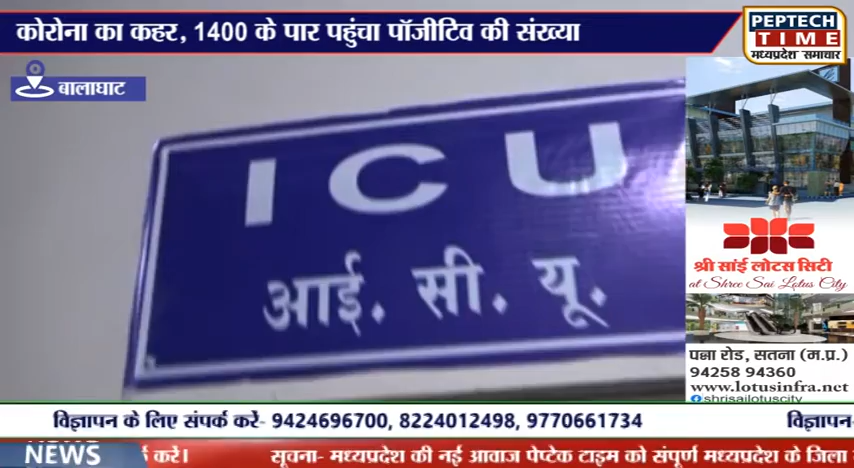 कोरोना का कहर, 1400 के पार पहुंचा पॉजीटिव की संख्या
PEPTECH
TIME
मध्यप्रदेश समाचार
बालाघाट
ICU
आई. सी. यू.
श्री सांई लोटस सिटी
at Shree Sai Lotus City
पन्ना रोड, सतना (म.प्र.)
94258 94360
www.lotusinfra.net
shrisailotuscity
विज्ञापन के लिए संपर्क करें- 9424696700, 8224012498, 9770661734 विज्ञापन
NEWS र्क करें। सूचना- मध्यप्रदेश की नई आवाज पेप्टेक टाइम को संपूर्ण मध्यप्रदेश के जिला